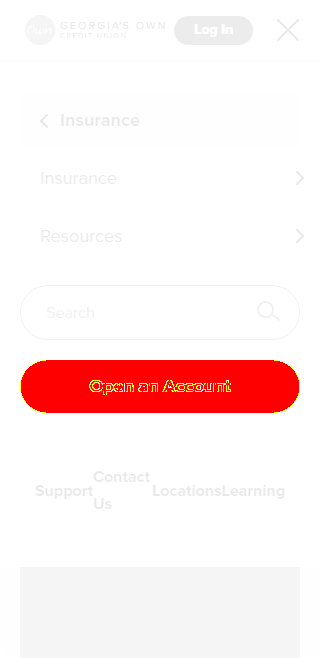 GEORGIA'S OWN
CREDIT UNION
Log In
Insurance
Insurance
Resources
Search
Open an Account
Support
Contact
Us
Locations
Learning